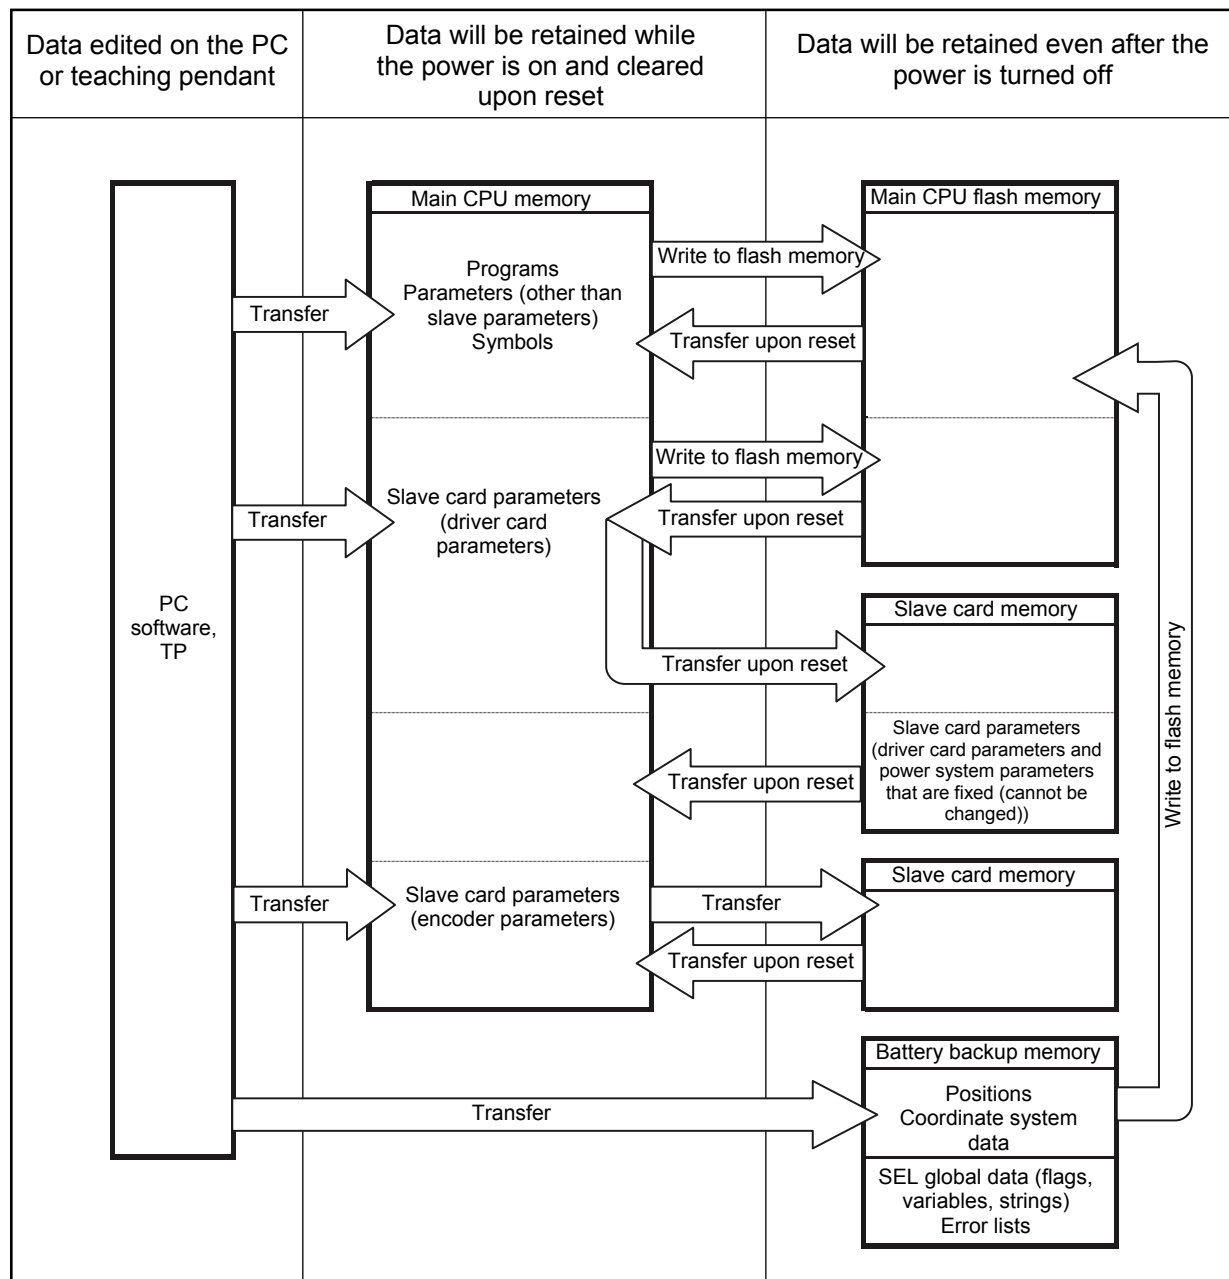 Data edited on the PC
or teaching pendant
Data will be retained while
the power is on and cleared
upon reset
Data will be retained even after the
power is turned off
Main CPU memory
Main CPU flash memory
Write to flash memory
Programs
Parameters (other than
slave parameters)
Symbols
Transfer
Transfer upon reset
Write to flash memory
Slave card parameters
(driver card
parameters)
Transfer
Transfer upon reset
PC
software,
TP
Slave card memory
Transfer upon reset
Write to flash memory
Slave card parameters
(driver card parameters and
power system parameters
that are fixed (cannot be
changed))
Transfer upon reset
Slave card memory
Transfer
Slave card parameters
(encoder parameters)
Transfer
Transfer upon reset
Battery backup memory
Transfer
Positions
Coordinate system
data
SEL global data (flags,
variables, strings)
Error lists